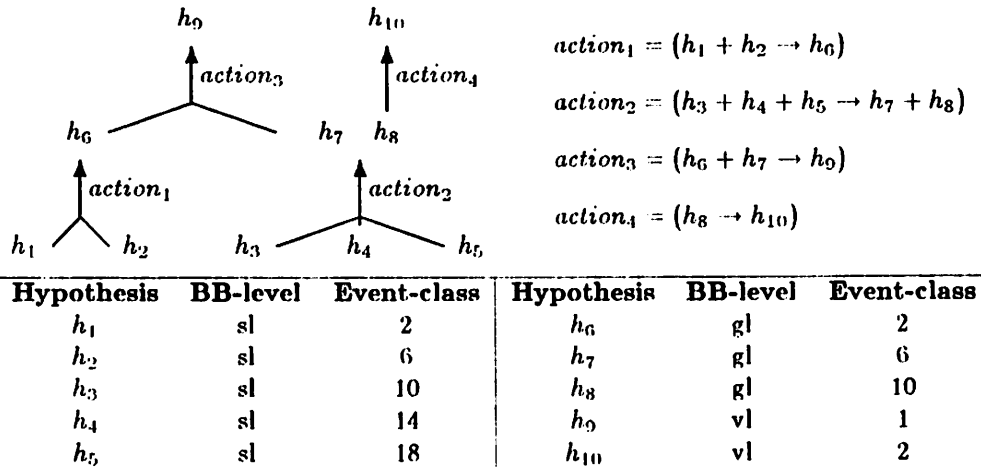 h₉ h₁₀
action₃ action₄
h₆ h₇ h₈
action₁ action₂
h₁ h₂ h₃ h₄ h₅
action₁ = (h₁ + h₂ → h₆)
action₂ = (h₃ + h₄ + h₅ → h₇ + h₈)
action₃ = (h₆ + h₇ → h₉)
action₄ = (h₈ → h₁₀)
Hypothesis BB-level Event-class Hypothesis BB-level Event-class
h₁ sl 2 h₆ gl 2
h₂ sl 6 h₇ gl 6
h₃ sl 10 h₈ gl 10
h₄ sl 14 h₉ vl 1
h₅ sl 18 h₁₀ vl 2